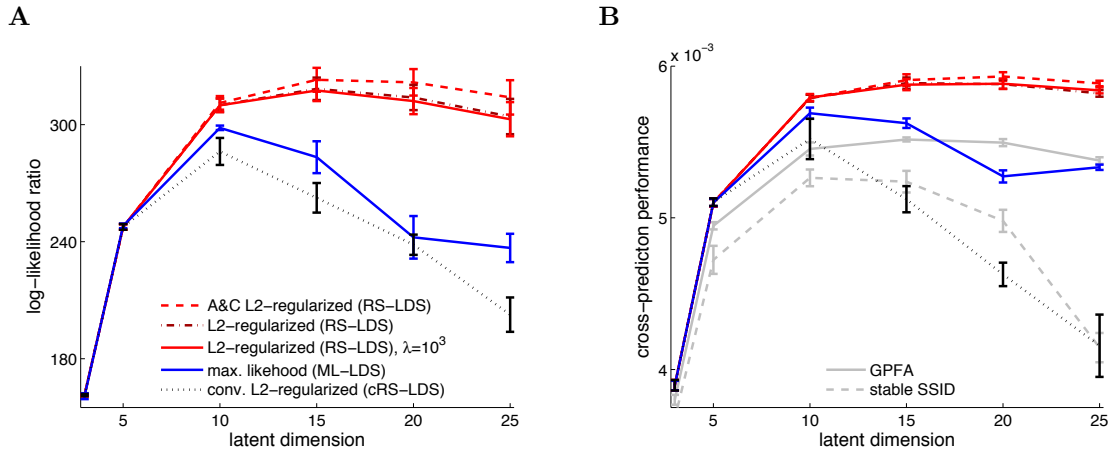 A
log-likelihood ratio
300
240
180
A&C L2-regularized (RS-LDS)
L2-regularized (RS-LDS)
L2-regularized (RS-LDS), λ=10³
max. likelihood (ML-LDS)
conv. L2-regularized (cRS-LDS)
5 10 15 20 25
latent dimension
B
6 x 10⁻³
cross-predicton performance
5
4
GPFA
stable SSID
5 10 15 20 25
latent dimension